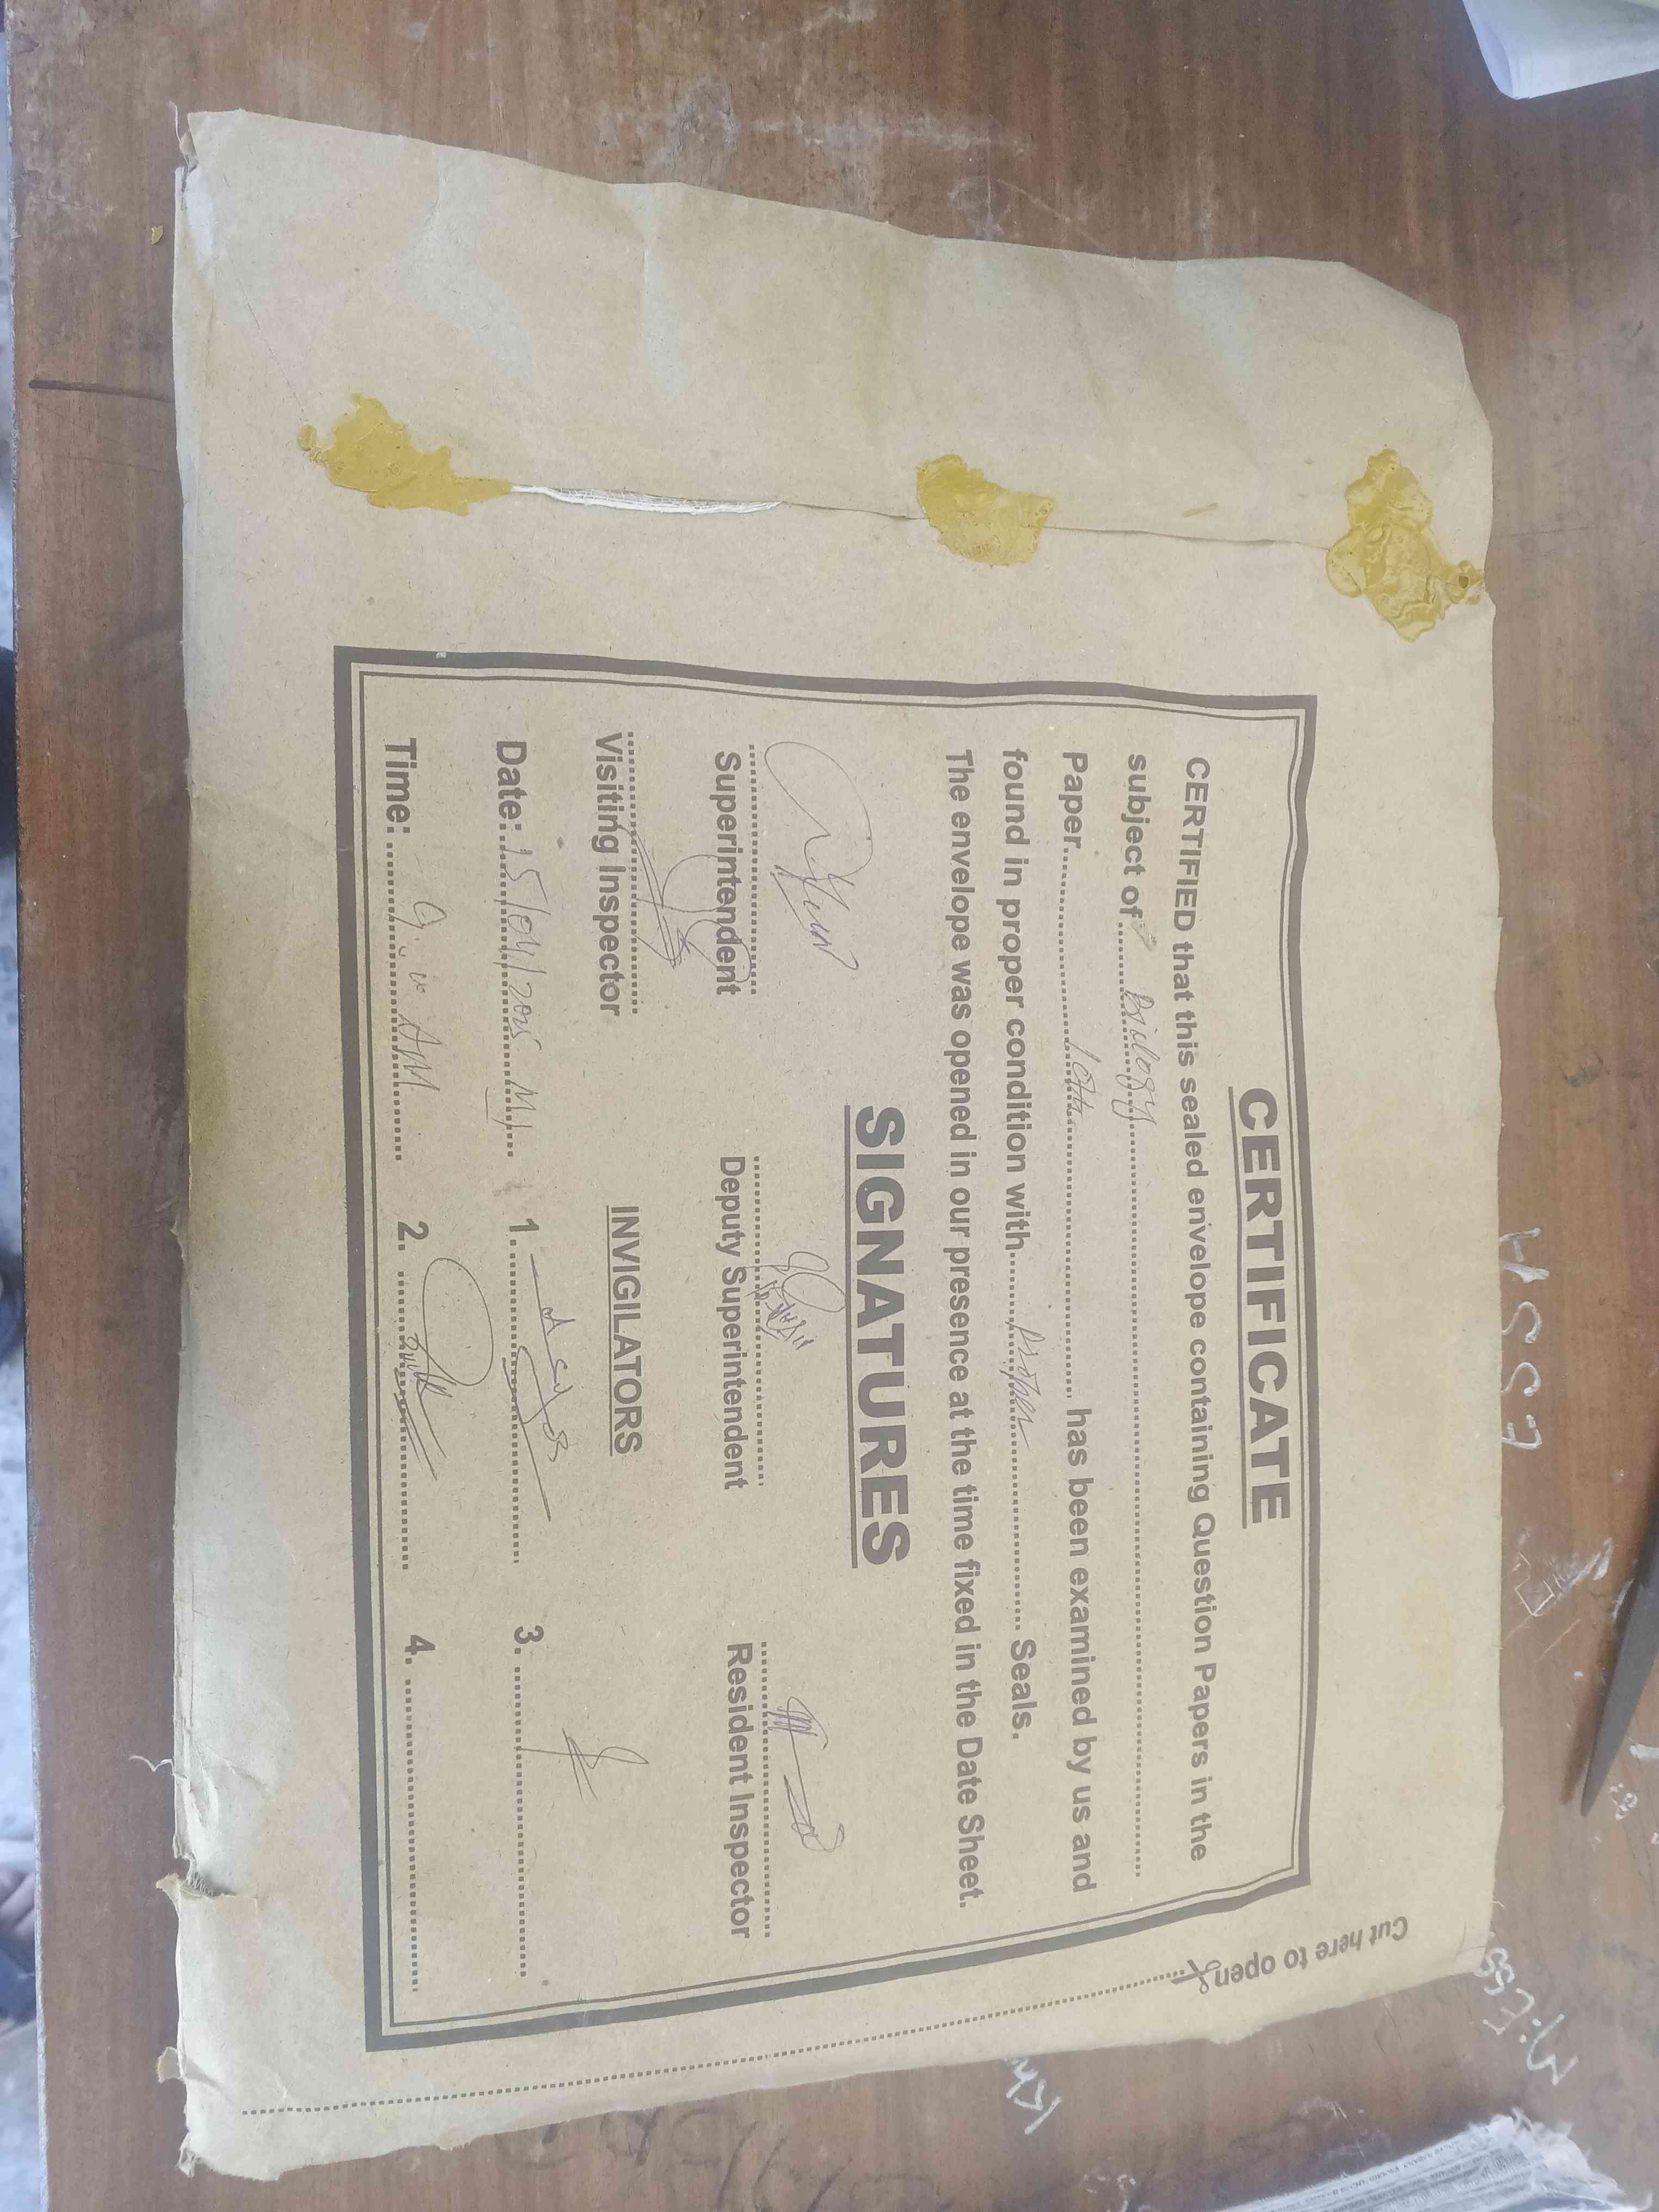 CERTIFICATE
CERTIFIED that this sealed envelope containing Question Papers in the
subject of Biology
Paper 10th has been examined by us and
found in proper condition with proper Seals.
The envelope was opened in our presence at the time fixed in the Date Sheet.
SIGNATURES
Superintendent Deputy Superintendent Resident Inspector
Visiting Inspector INVIGILATORS
Date: 15/04/2025 M 1. 3.
Time: 9:00 AM 2. 4.
Cut here to open